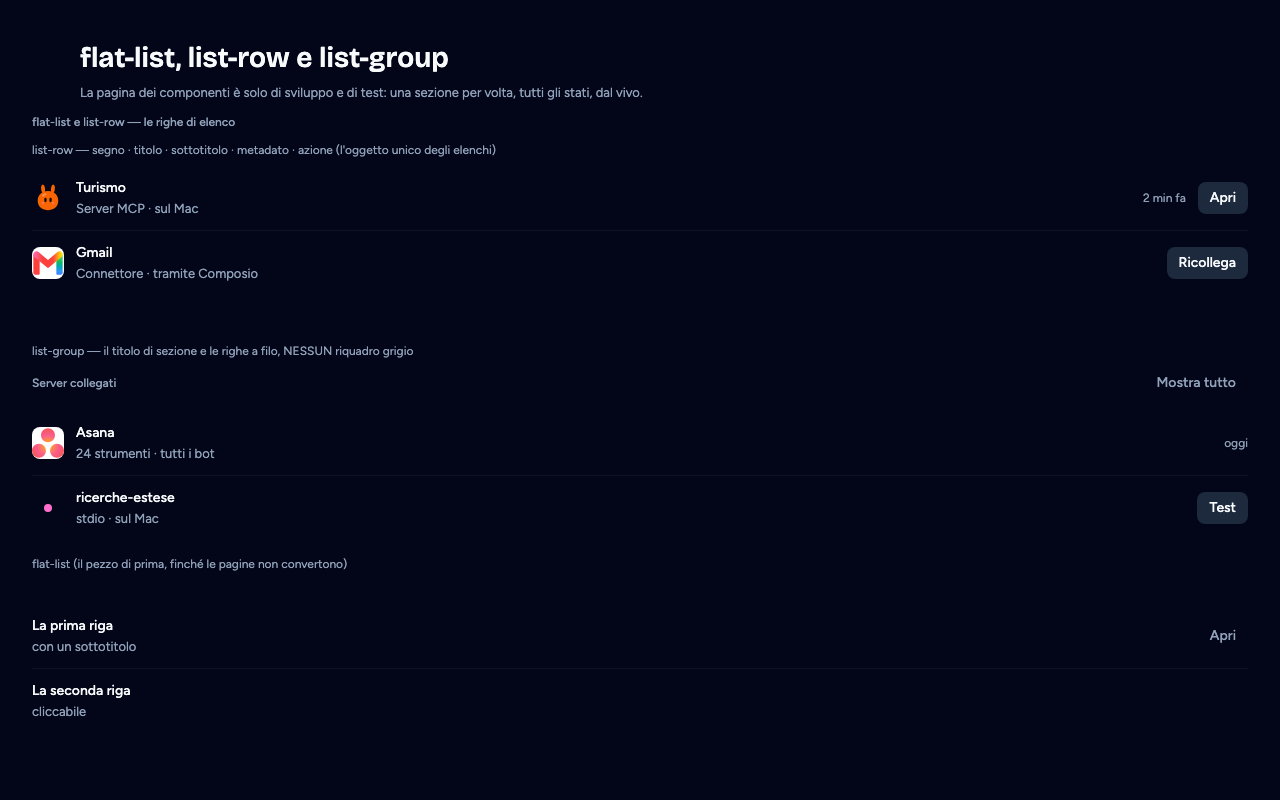 flat-list, list-row e list-group
La pagina dei componenti è solo di sviluppo e di test: una sezione per volta, tutti gli stati, dal vivo.
flat-list e list-row — le righe di elenco
list-row — segno · titolo · sottotitolo · metadato · azione (l'oggetto unico degli elenchi)
Turismo
Server MCP · sul Mac
2 min fa
Apri
Gmail
Connettore · tramite Composio
Ricollega
list-group — il titolo di sezione e le righe a filo, NESSUN riquadro grigio
Server collegati
Mostra tutto
Asana
24 strumenti · tutti i bot
oggi
ricerche-estese
stdio · sul Mac
Test
flat-list (il pezzo di prima, finché le pagine non convertono)
La prima riga
con un sottotitolo
Apri
La seconda riga
cliccabile